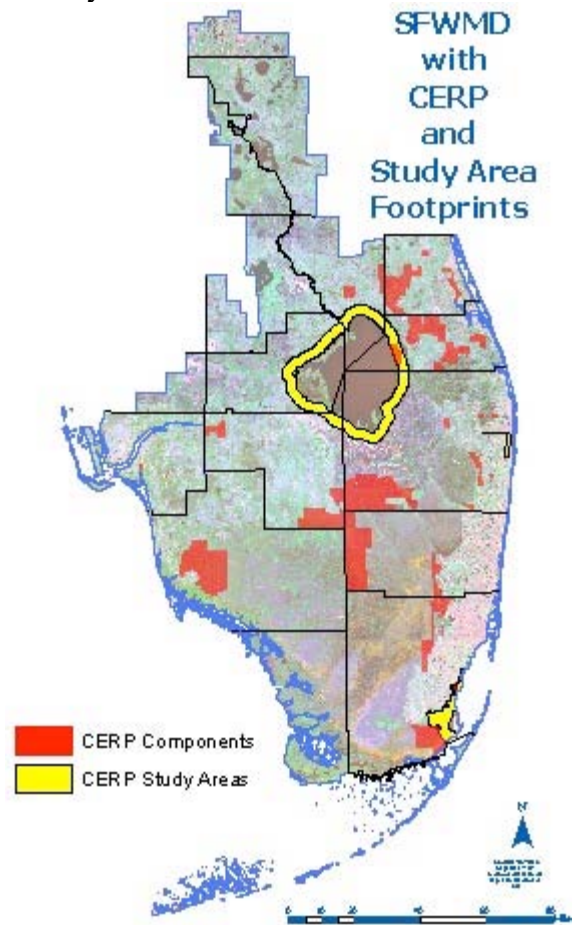 SFWMD
with
CERP
and
Study Area
Footprints
CERP Components
CERP Study Areas
N